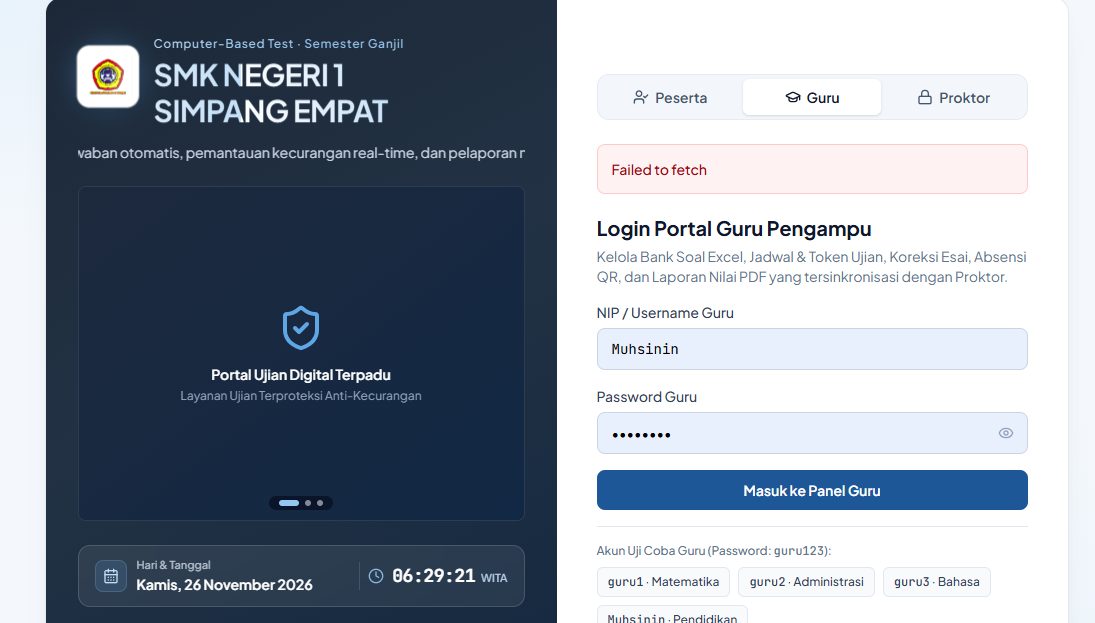 Computer-Based Test · Semester Ganjil
SMK NEGERI 1
SIMPANG EMPAT
waban otomatis, pemantauan kecurangan real-time, dan pelaporan
Portal Ujian Digital Terpadu
Layanan Ujian Terproteksi Anti-Kecurangan
Hari & Tanggal
Kamis, 26 November 2026
06:29:21 WITA
Peserta
Guru
Proktor
Failed to fetch
Login Portal Guru Pengampu
Kelola Bank Soal Excel, Jadwal & Token Ujian, Koreksi Esai, Absensi
QR, dan Laporan Nilai PDF yang tersinkronisasi dengan Proktor.
NIP / Username Guru
Muhsinin
Password Guru
••••••••
Masuk ke Panel Guru
Akun Uji Coba Guru (Password: guru123):
guru1 · Matematika
guru2 · Administrasi
guru3 · Bahasa
Muhsinin · Pendidikan